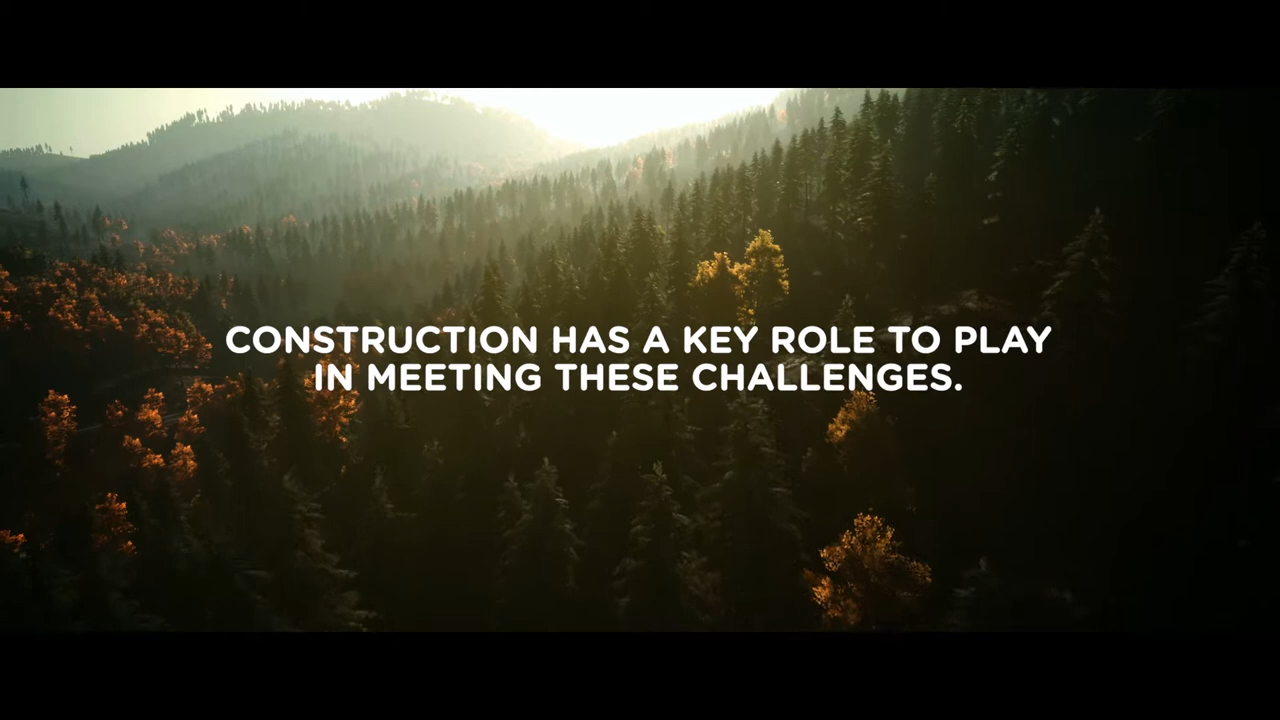 CONSTRUCTION HAS A KEY ROLE TO PLAY
IN MEETING THESE CHALLENGES.